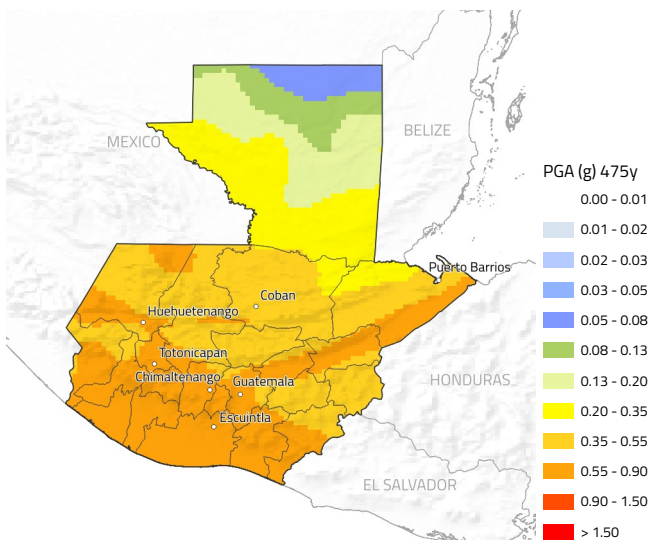 MEXICO
BELIZE
Puerto Barrios
Coban
Huehuetenango
Totonicapan
Chimaltenango
Guatemala
Escuintla
HONDURAS
EL SALVADOR
PGA (g) 475y
0.00 - 0.01
0.01 - 0.02
0.02 - 0.03
0.03 - 0.05
0.05 - 0.08
0.08 - 0.13
0.13 - 0.20
0.20 - 0.35
0.35 - 0.55
0.55 - 0.90
0.90 - 1.50
> 1.50